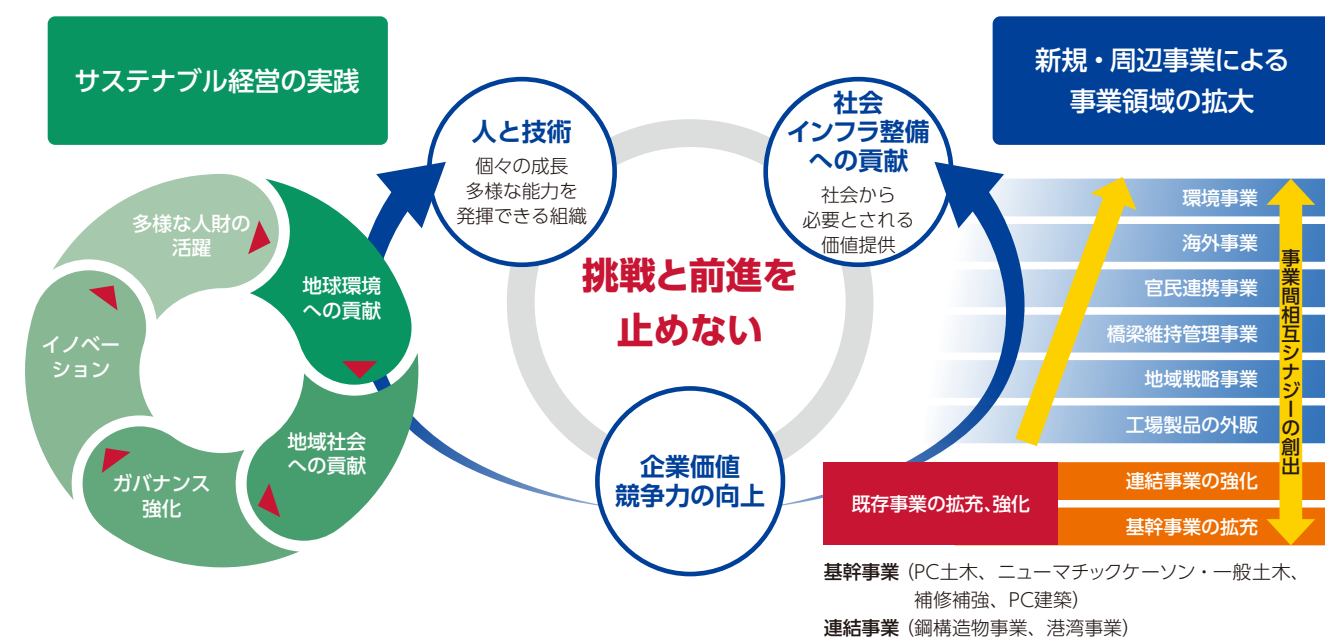 サステナブル経営の実践
多様な人財の
活躍
地球環境
への貢献
イノベー
ション
地域社会
への貢献
ガバナンス
強化
人と技術
個々の成長
多様な能力を
発揮できる組織
社会
インフラ整備
への貢献
社会から
必要とされる
価値提供
挑戦と前進を
止めない
企業価値
競争力の向上
新規・周辺事業による
事業領域の拡大
環境事業
海外事業
官民連携事業
橋梁維持管理事業
地域戦略事業
工場製品の外販
事業間相互シナジーの創出
既存事業の拡充、強化
連結事業の強化
基幹事業の拡充
基幹事業（PC土木、ニューマチックケーソン・一般土木、
補修補強、PC建築）
連結事業（鋼構造物事業、港湾事業）